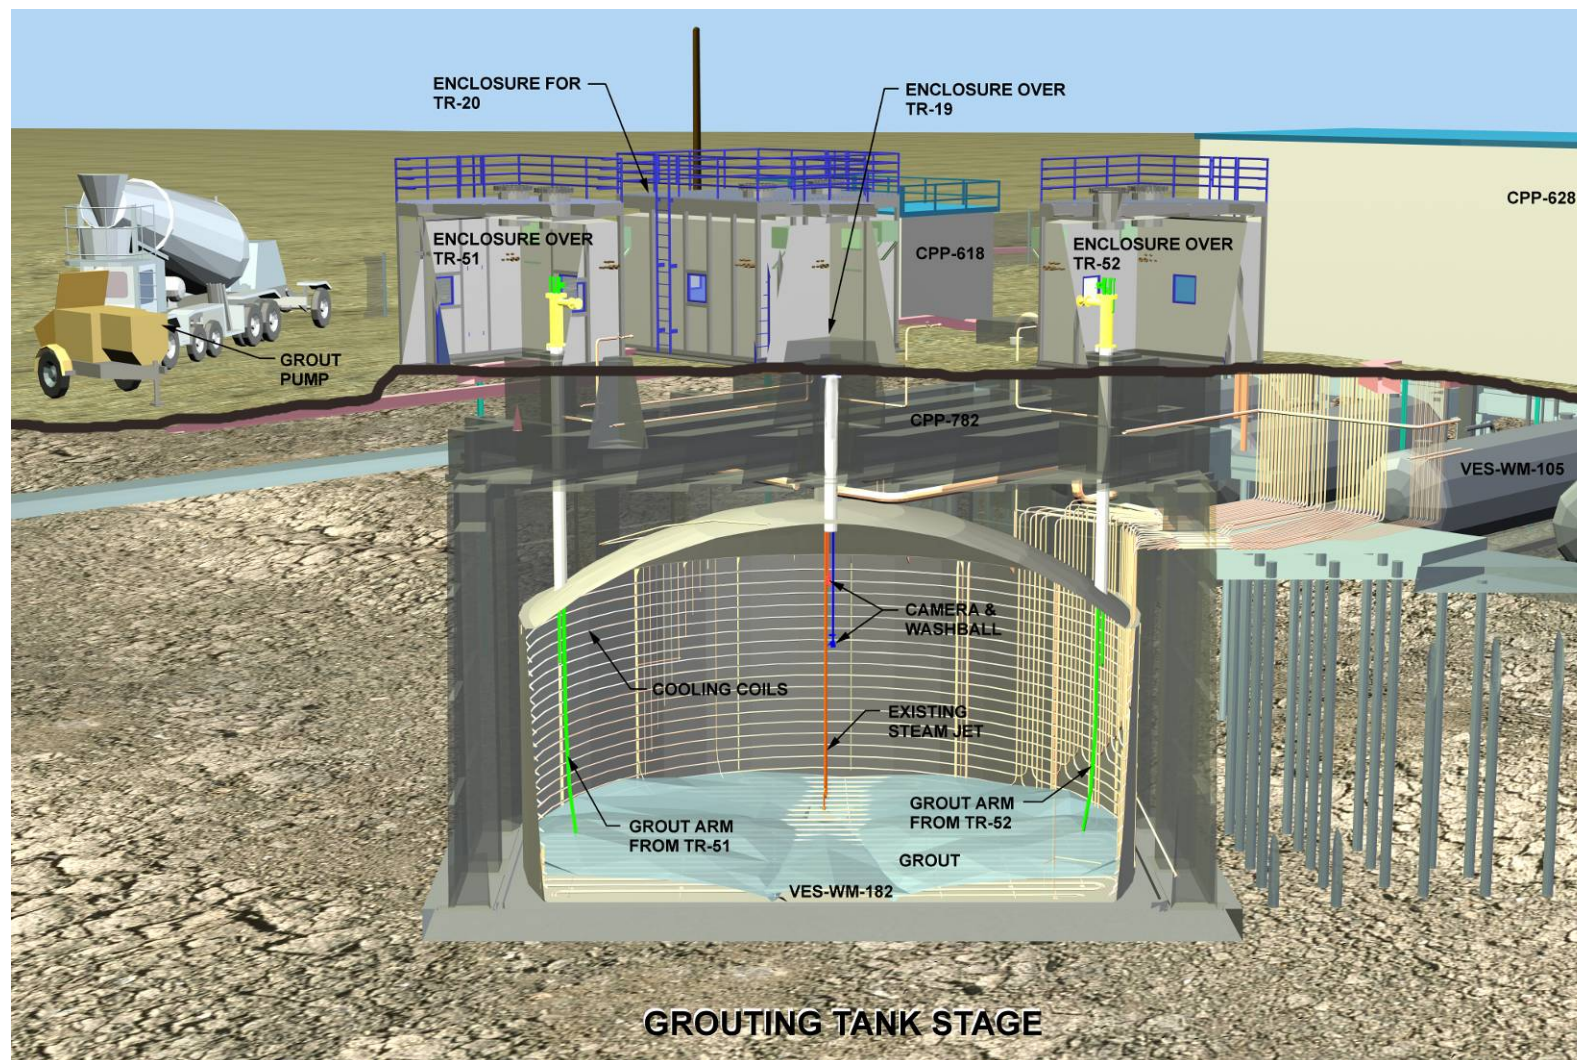 ENCLOSURE FOR
TR-20
ENCLOSURE OVER
TR-19
CPP-628
ENCLOSURE OVER
TR-51
CPP-618
ENCLOSURE OVER
TR-52
GROUT
PUMP
CPP-782
VES-WM-105
CAMERA &
WASHBALL
COOLING COILS
EXISTING
STEAM JET
GROUT ARM
FROM TR-51
GROUT ARM
FROM TR-52
GROUT
VES-WM-182
GROUTING TANK STAGE